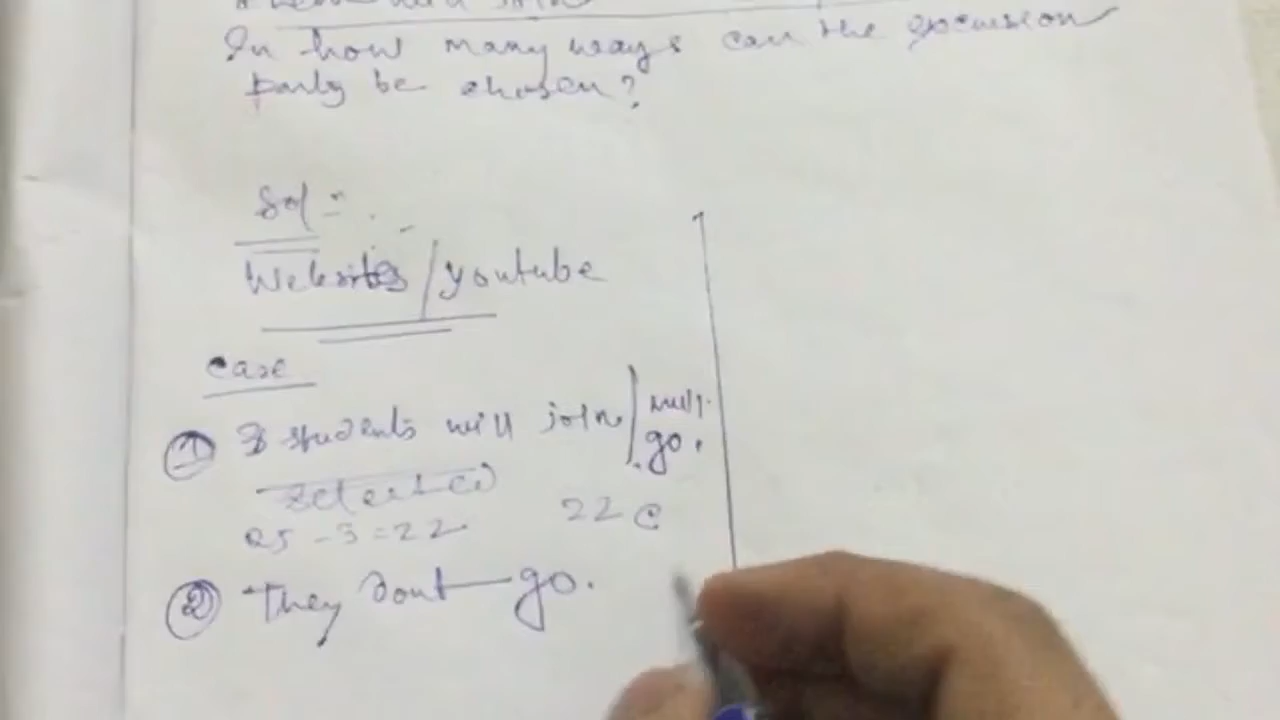 In how many ways can the excursion
party be chosen?
Sol =.
Websites / youtube
Case
① 3 students will join / will
go.
selected
25 - 3 = 22 22 C
② They dont go.